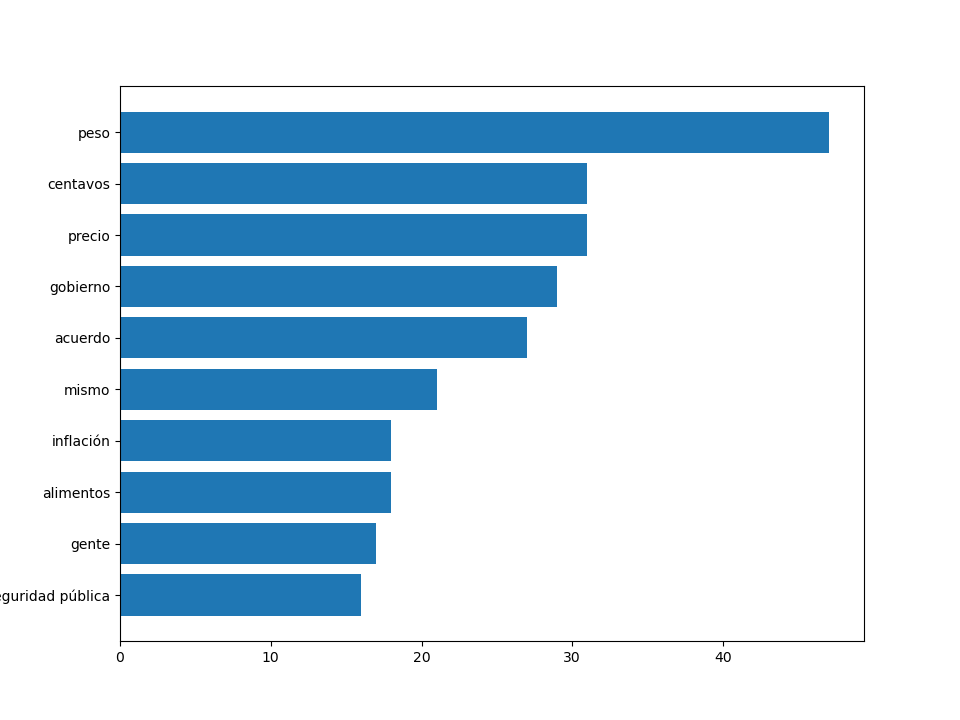 peso
centavos
precio
gobierno
acuerdo
mismo
inflación
alimentos
gente
eguridad pública
0 10 20 30 40